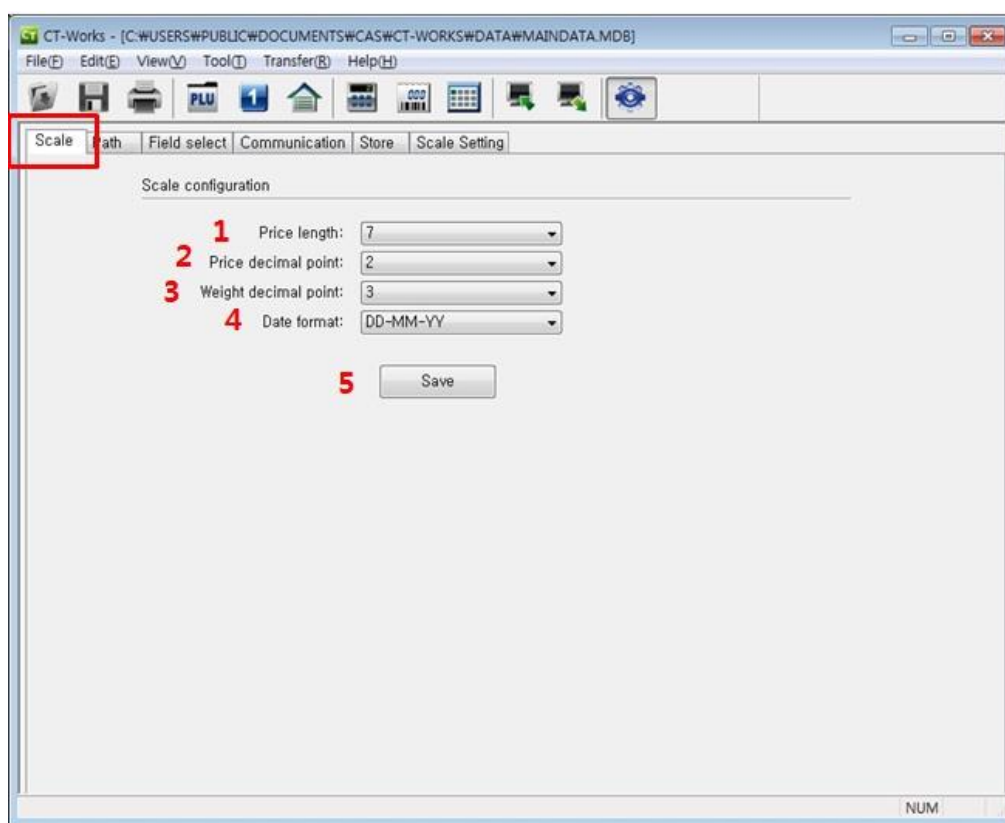 CT-Works - [C:₩USERS₩PUBLIC₩DOCUMENTS₩CAS₩CT-WORKS₩DATA₩MAINDATA.MDB]
File(F) Edit(E) View(V) Tool(T) Transfer(R) Help(H)
PLU 1 000
Scale Path Field select Communication Store Scale Setting
Scale configuration
1 Price length: 7
2 Price decimal point: 2
3 Weight decimal point: 3
4 Date format: DD-MM-YY
5 Save
NUM